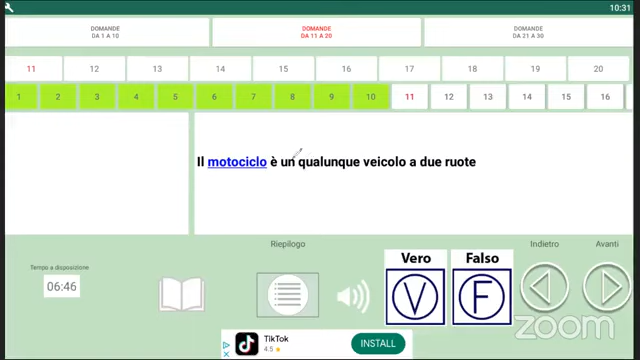 10:31
DOMANDE
DA 1 A 10
DOMANDE
DA 11 A 20
DOMANDE
DA 21 A 30
11 12 13 14 15 16 17 18 19 20
1 2 3 4 5 6 7 8 9 10 11 12 13 14 15 16
Il motociclo è un qualunque veicolo a due ruote
Riepilogo
Tempo a disposizione
06:46
Vero
V
Falso
F
Indietro
Avanti
zoom
TikTok
4.5
INSTALL